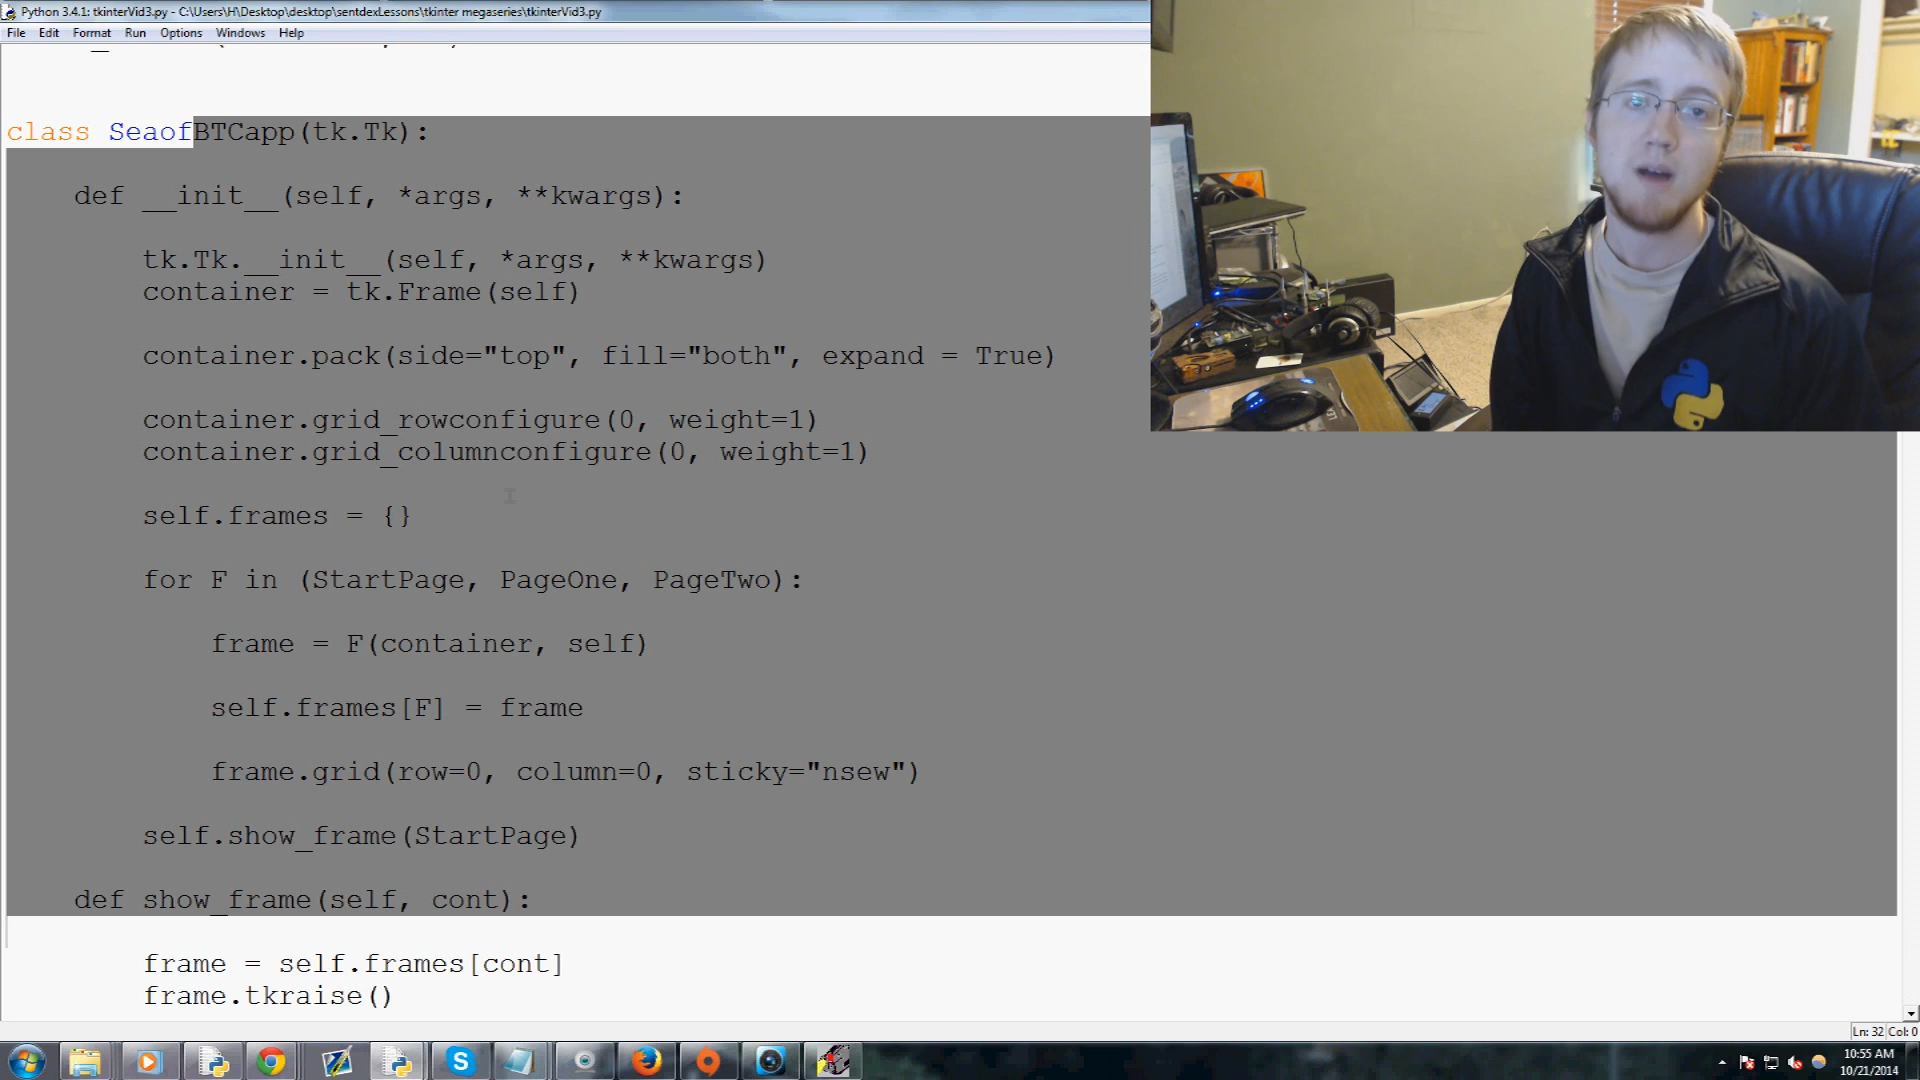 Python 3.4.1: tkinterVid3.py - C:\Users\H\Desktop\desktop\sentdexLessons\tkinter megaseries\tkinterVid3.py
File Edit Format Run Options Windows Help
class SeaofBTCapp(tk.Tk):
def __init__(self, *args, **kwargs):
tk.Tk.__init__(self, *args, **kwargs)
container = tk.Frame(self)
container.pack(side="top", fill="both", expand = True)
container.grid_rowconfigure(0, weight=1)
container.grid_columnconfigure(0, weight=1)
self.frames = {}
for F in (StartPage, PageOne, PageTwo):
frame = F(container, self)
self.frames[F] = frame
frame.grid(row=0, column=0, sticky="nsew")
self.show_frame(StartPage)
def show_frame(self, cont):
frame = self.frames[cont]
frame.tkraise()
Ln: 32 Col: 0
10:55 AM
10/21/2014